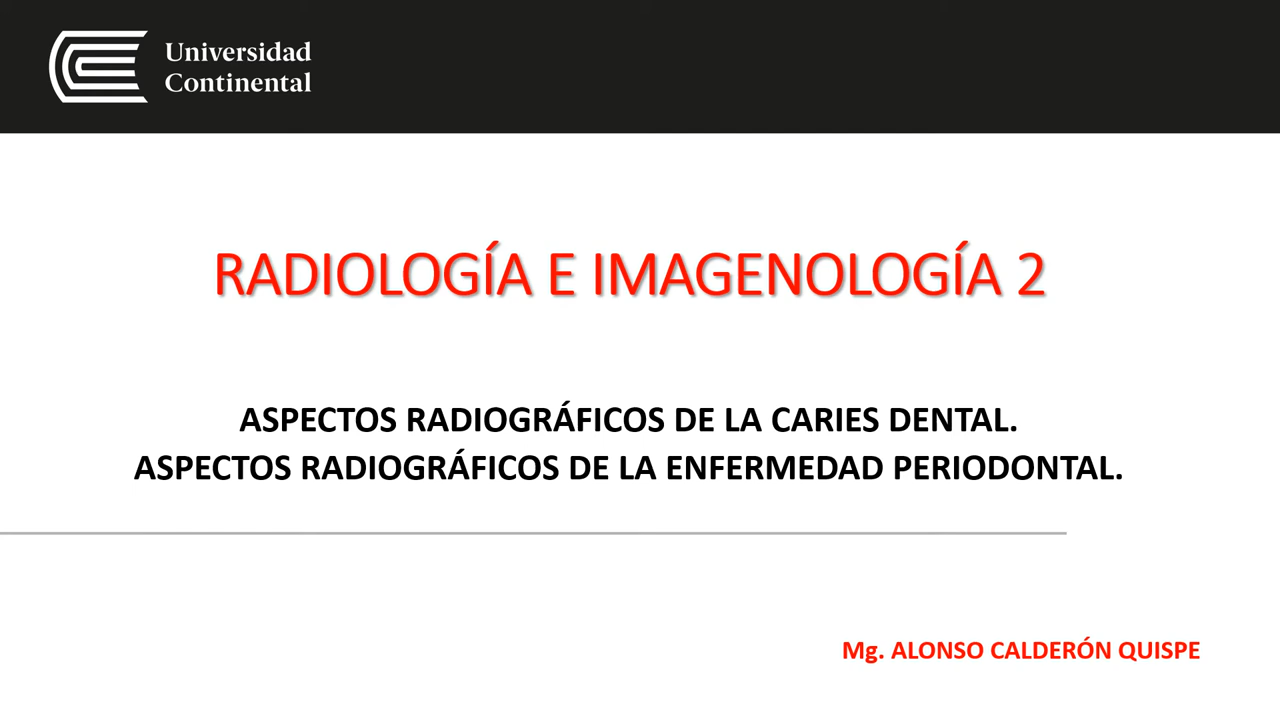 Universidad
Continental
RADIOLOGÍA E IMAGENOLOGÍA 2
ASPECTOS RADIOGRÁFICOS DE LA CARIES DENTAL.
ASPECTOS RADIOGRÁFICOS DE LA ENFERMEDAD PERIODONTAL.
Mg. ALONSO CALDERÓN QUISPE